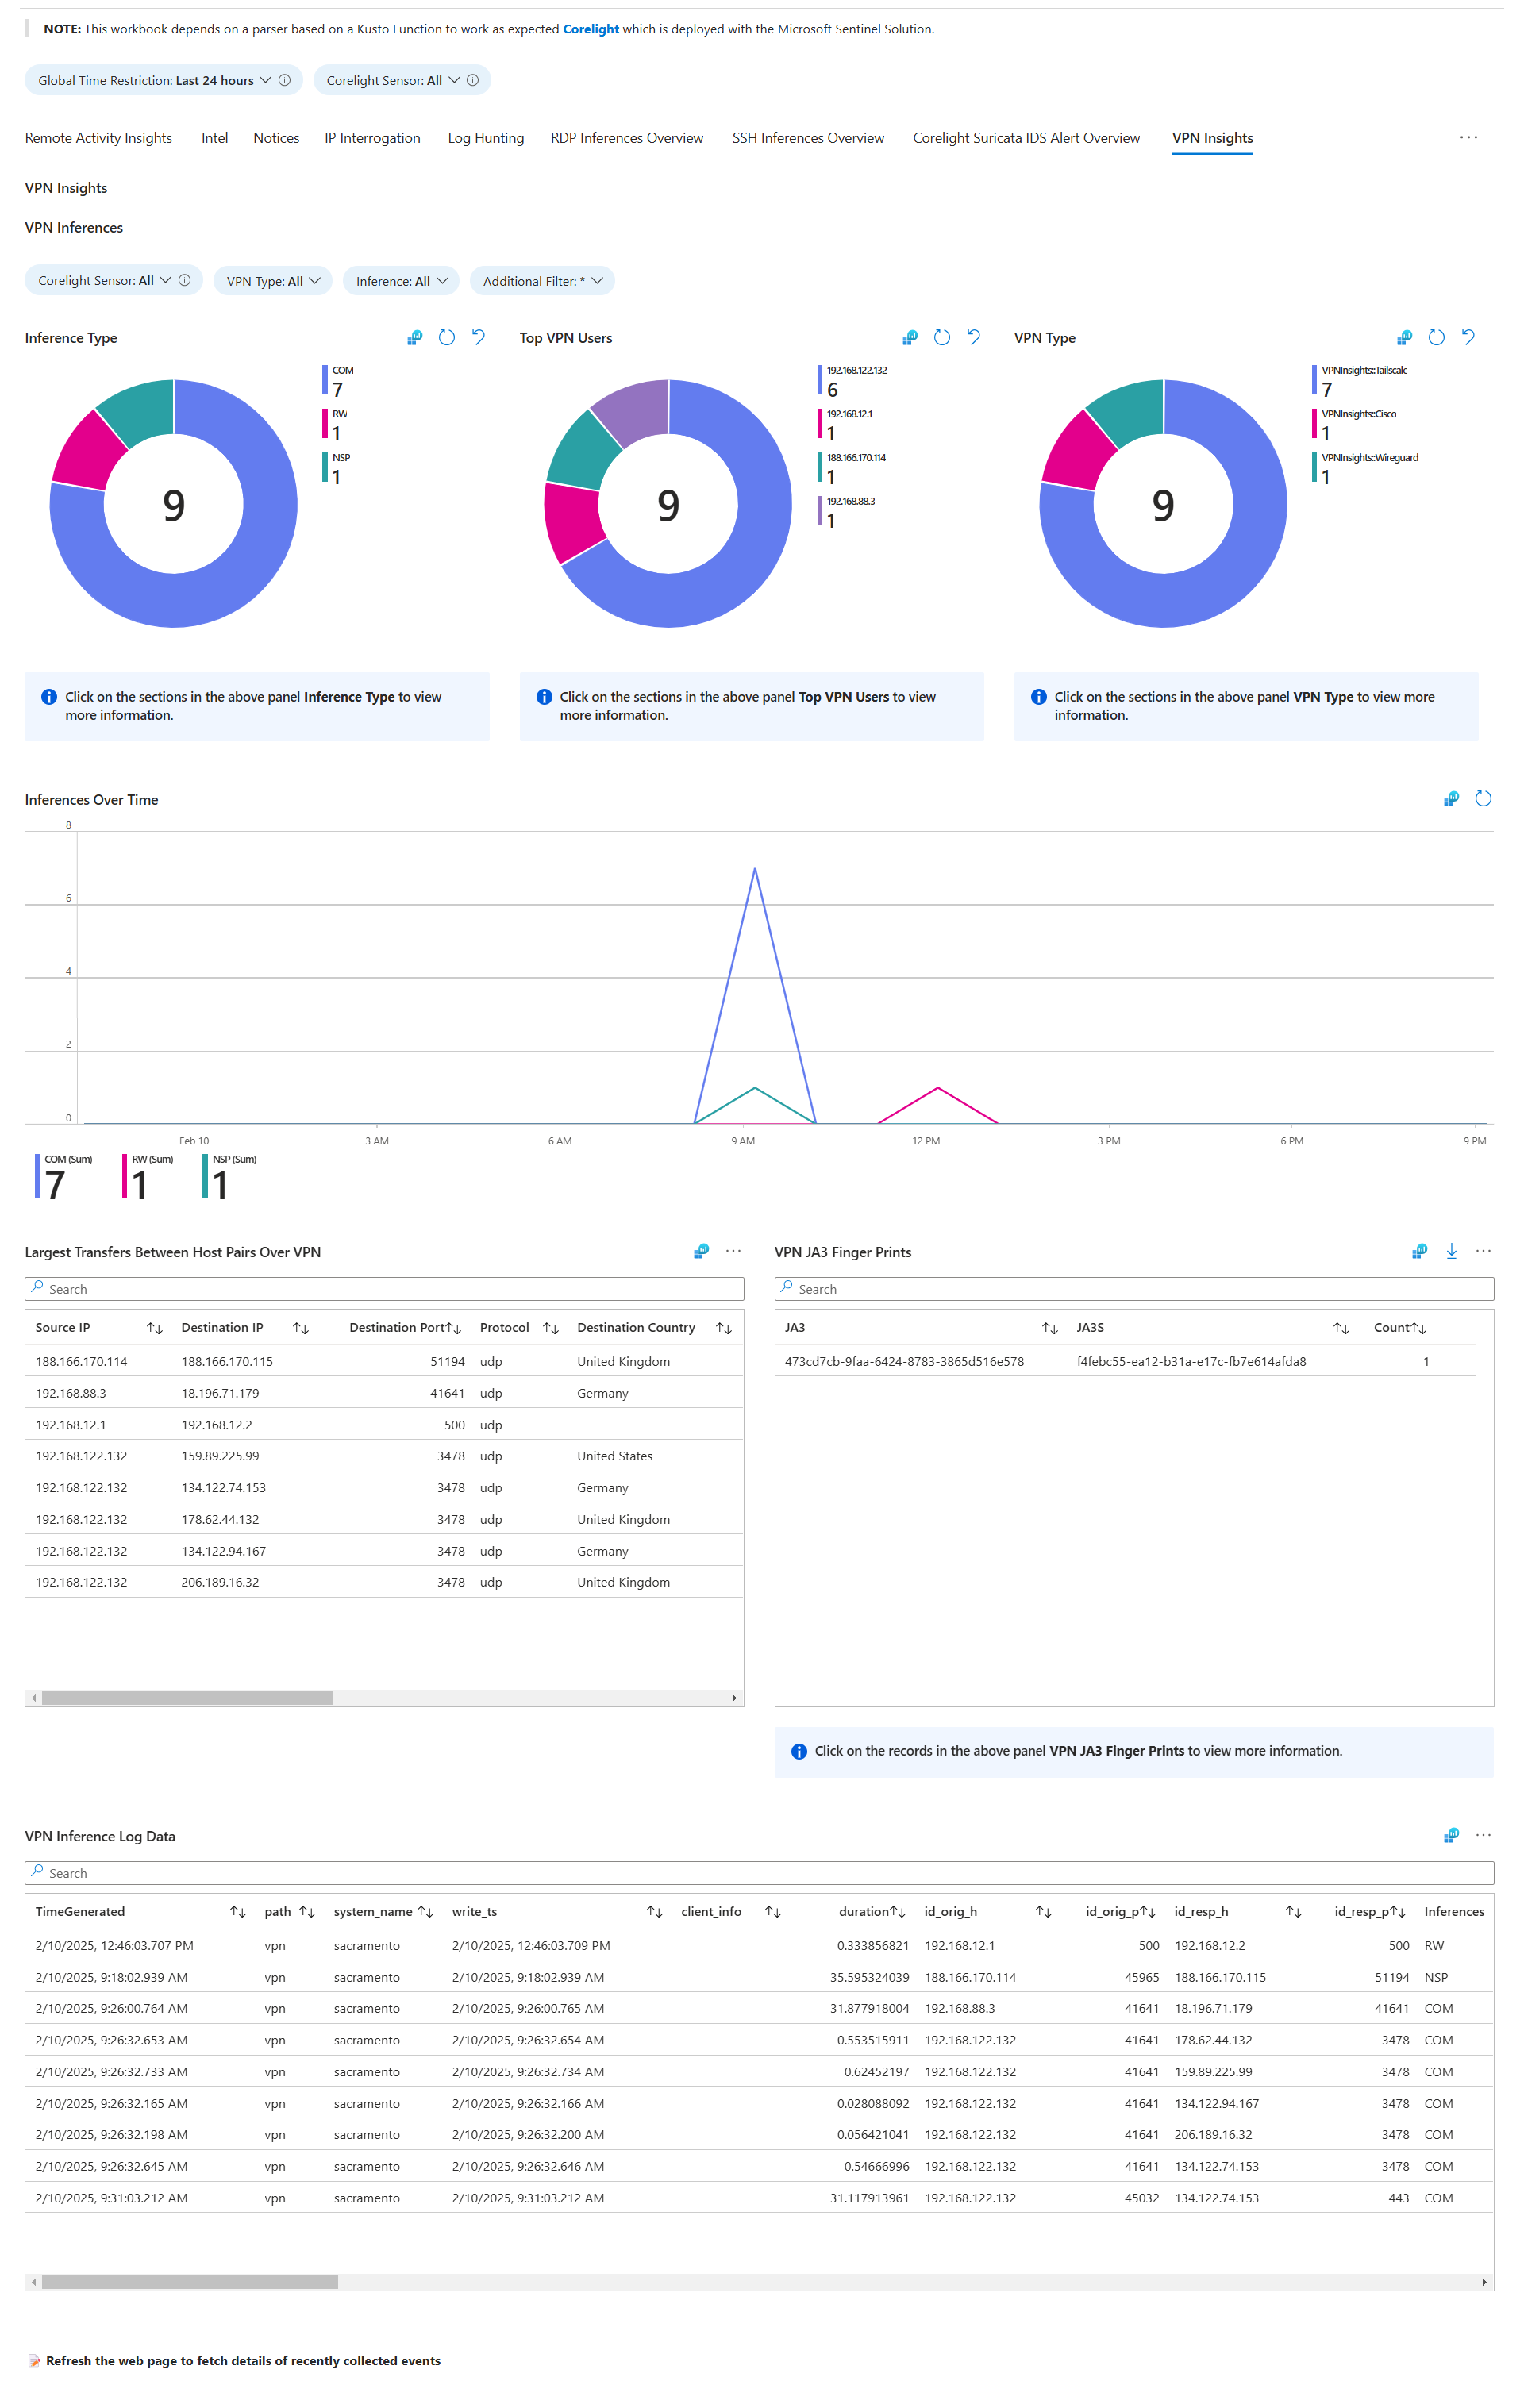 NOTE: This workbook depends on a parser based on a Kusto Function to work as expected Corelight which is deployed with the Microsoft Sentinel Solution.
Global Time Restriction: Last 24 hours
Corelight Sensor: All
Remote Activity Insights Intel Notices IP Interrogation Log Hunting RDP Inferences Overview SSH Inferences Overview Corelight Suricata IDS Alert Overview VPN Insights ...
VPN Insights
VPN Inferences
Corelight Sensor: All
VPN Type: All
Inference: All
Additional Filter: *
Inference Type
COM
7
RW
1
NSP
1
9
Top VPN Users
192.168.122.132
6
192.168.12.1
1
188.166.170.114
1
192.168.88.3
1
9
VPN Type
VPNInsights::Tailscale
7
VPNInsights::Cisco
1
VPNInsights::Wireguard
1
9
Click on the sections in the above panel Inference Type to view
more information.
Click on the sections in the above panel Top VPN Users to view
more information.
Click on the sections in the above panel VPN Type to view more
information.
Inferences Over Time
8
6
4
2
0
Feb 10 3 AM 6 AM 9 AM 12 PM 3 PM 6 PM 9 PM
COM (Sum)
7
RW (Sum)
1
NSP (Sum)
1
Largest Transfers Between Host Pairs Over VPN
Search
Source IP Destination IP Destination Port Protocol Destination Country
188.166.170.114 188.166.170.115 51194 udp United Kingdom
192.168.88.3 18.196.71.179 41641 udp Germany
192.168.12.1 192.168.12.2 500 udp
192.168.122.132 159.89.225.99 3478 udp United States
192.168.122.132 134.122.74.153 3478 udp Germany
192.168.122.132 178.62.44.132 3478 udp United Kingdom
192.168.122.132 134.122.94.167 3478 udp Germany
192.168.122.132 206.189.16.32 3478 udp United Kingdom
VPN JA3 Finger Prints
Search
JA3 JA3S Count
473cd7cb-9faa-6424-8783-3865d516e578 f4febc55-ea12-b31a-e17c-fb7e614afda8 1
Click on the records in the above panel VPN JA3 Finger Prints to view more information.
VPN Inference Log Data
Search
TimeGenerated path system_name write_ts client_info duration id_orig_h id_orig_p id_resp_h id_resp_p Inferences
2/10/2025, 12:46:03.707 PM vpn sacramento 2/10/2025, 12:46:03.709 PM 0.333856821 192.168.12.1 500 192.168.12.2 500 RW
2/10/2025, 9:18:02.939 AM vpn sacramento 2/10/2025, 9:18:02.939 AM 35.595324039 188.166.170.114 45965 188.166.170.115 51194 NSP
2/10/2025, 9:26:00.764 AM vpn sacramento 2/10/2025, 9:26:00.765 AM 31.877918004 192.168.88.3 41641 18.196.71.179 41641 COM
2/10/2025, 9:26:32.653 AM vpn sacramento 2/10/2025, 9:26:32.654 AM 0.553515911 192.168.122.132 41641 178.62.44.132 3478 COM
2/10/2025, 9:26:32.733 AM vpn sacramento 2/10/2025, 9:26:32.734 AM 0.62452197 192.168.122.132 41641 159.89.225.99 3478 COM
2/10/2025, 9:26:32.165 AM vpn sacramento 2/10/2025, 9:26:32.166 AM 0.028088092 192.168.122.132 41641 134.122.94.167 3478 COM
2/10/2025, 9:26:32.198 AM vpn sacramento 2/10/2025, 9:26:32.200 AM 0.056421041 192.168.122.132 41641 206.189.16.32 3478 COM
2/10/2025, 9:26:32.645 AM vpn sacramento 2/10/2025, 9:26:32.646 AM 0.54666996 192.168.122.132 41641 134.122.74.153 3478 COM
2/10/2025, 9:31:03.212 AM vpn sacramento 2/10/2025, 9:31:03.212 AM 31.117913961 192.168.122.132 45032 134.122.74.153 443 COM
Refresh the web page to fetch details of recently collected events